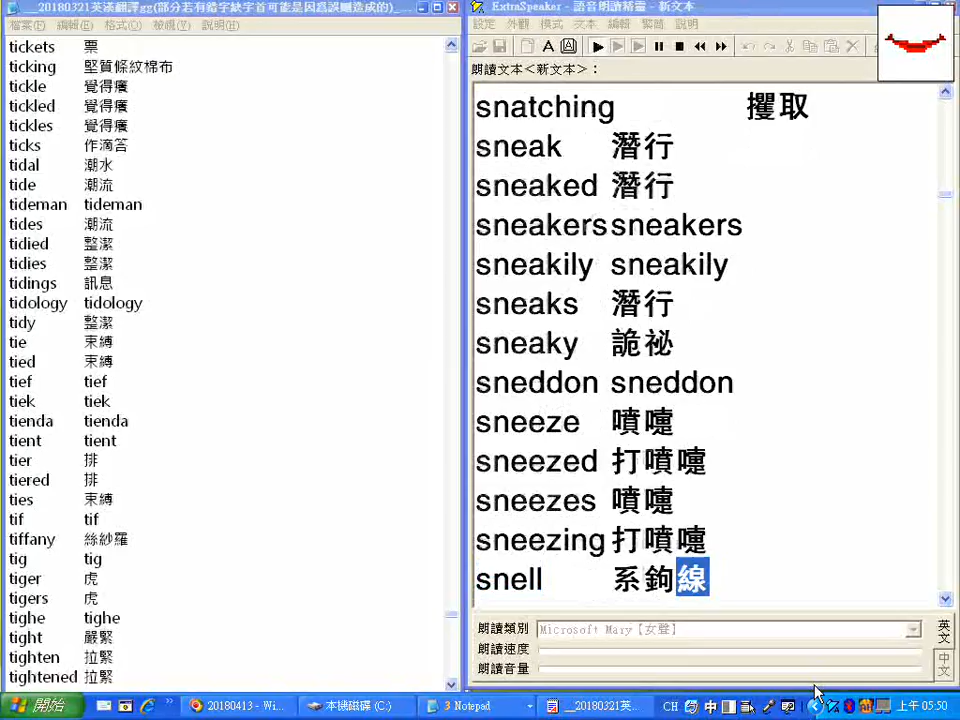 __20180321英漢翻譯gg(部分若有錯字缺字首可能是因為誤刪造成的)_...
檔案(F) 編輯(E) 格式(O) 檢視(V) 說明(H)
tickets 票
ticking 堅質條紋棉布
tickle 覺得癢
tickled 覺得癢
tickles 覺得癢
ticks 作滴答
tidal 潮水
tide 潮流
tideman tideman
tides 潮流
tidied 整潔
tidies 整潔
tidings 訊息
tidology tidology
tidy 整潔
tie 束縛
tied 束縛
tief tief
tiek tiek
tienda tienda
tient tient
tier 排
tiered 排
ties 束縛
tif tif
tiffany 絲紗羅
tig tig
tiger 虎
tigers 虎
tighe tighe
tight 嚴緊
tighten 拉緊
tightened 拉緊
ExtraSpeaker - 語音朗讀精靈 - 新文本
設定 外觀 模式 文本 編輯 繁簡 說明
朗讀文本<新文本>：
snatching 攫取
sneak 潛行
sneaked 潛行
sneakers sneakers
sneakily sneakily
sneaks 潛行
sneaky 詭祕
sneddon sneddon
sneeze 噴嚏
sneezed 打噴嚏
sneezes 噴嚏
sneezing 打噴嚏
snell 系鉤線
朗讀類別 Microsoft Mary【女聲】
朗讀速度
朗讀音量
英文
中文
開始 20180413 - Wi... 本機磁碟 (C:) 3 Notepad __20180321英... CH 中 上午 05:50